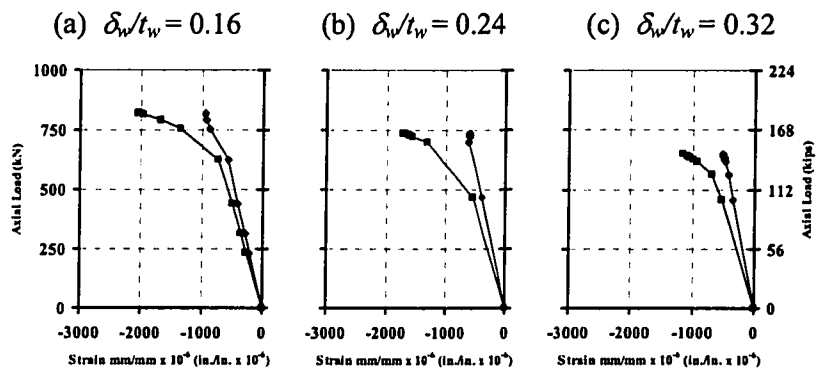 (a) δw/tw = 0.16
(b) δw/tw = 0.24
(c) δw/tw = 0.32
1000
750
500
250
0
Axial Load (kN)
224
168
112
56
0
Axial Load (kips)
-3000 -2000 -1000 0
-3000 -2000 -1000 0
-3000 -2000 -1000 0
Strain mm/mm x 10⁻⁶ (in./in. x 10⁻⁶)
Strain mm/mm x 10⁻⁶ (in./in. x 10⁻⁶)
Strain mm/mm x 10⁻⁶ (in./in. x 10⁻⁶)